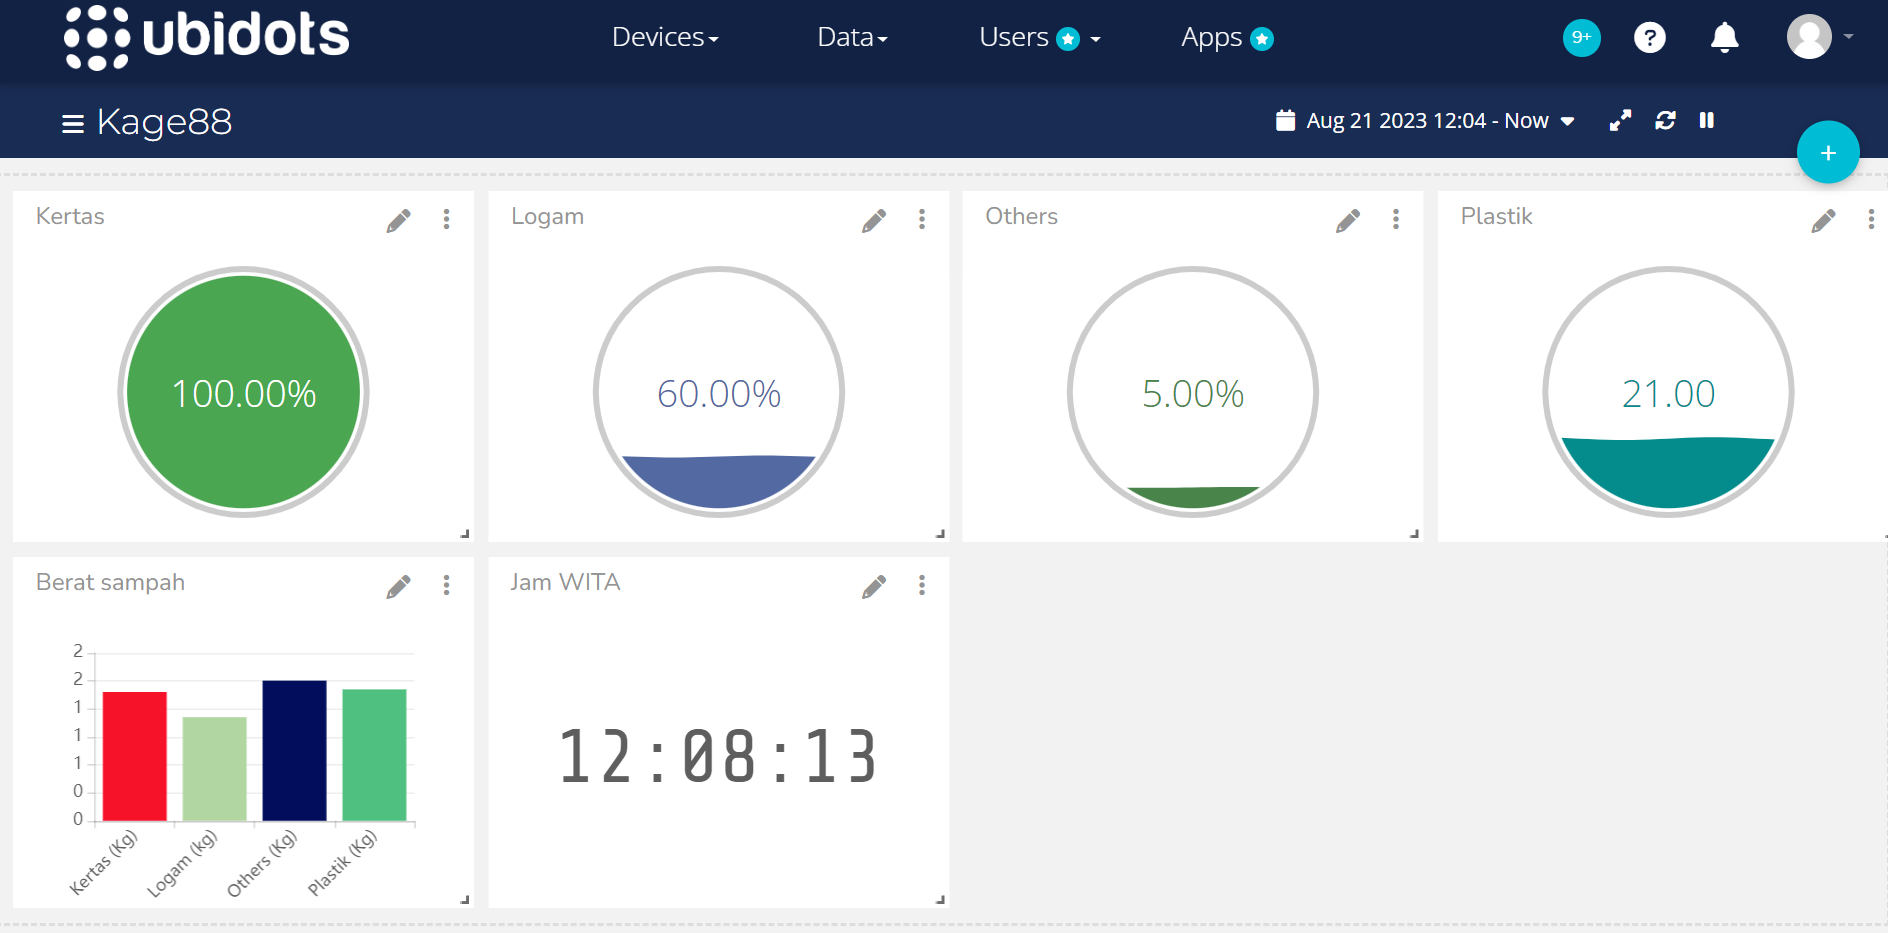 ubidots
Devices
Data
Users
Apps
9+
?
Kage88
Aug 21 2023 12:04 - Now
+
Kertas
100.00%
Logam
60.00%
Others
5.00%
Plastik
21.00
Berat sampah
2
2
1
1
1
0
0
Kertas (Kg)
Logam (kg)
Others (Kg)
Plastik (Kg)
Jam WITA
12:08:13